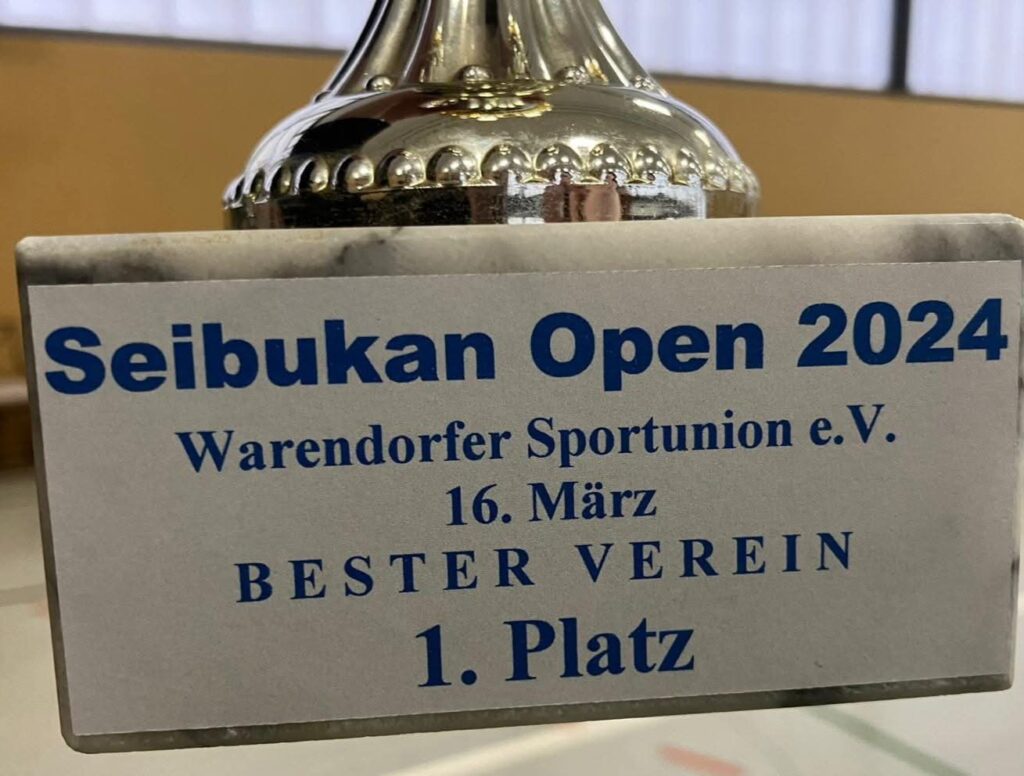 Seibukan Open 2024
Warendorfer Sportunion e.V.
16. März
BESTER VEREIN
1. Platz